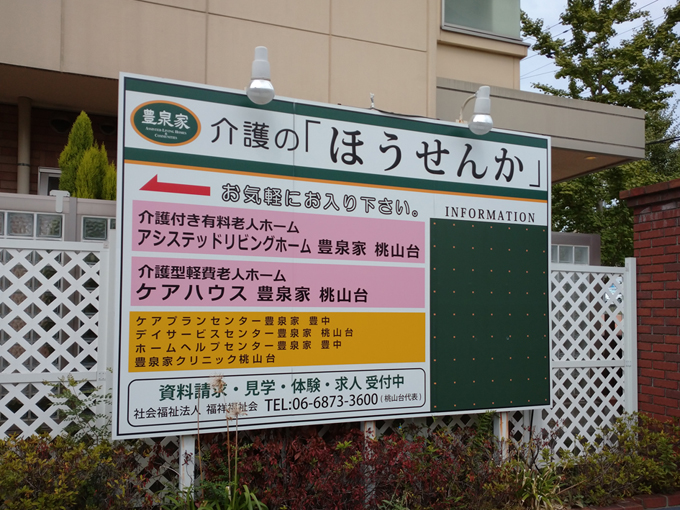 豊泉家
ASSISTED LIVING HOMES & COMMUNITIES
介護の「ほうせんか」
お気軽にお入り下さい。
INFORMATION
介護付き有料老人ホーム
アシステッドリビングホーム 豊泉家 桃山台
介護型軽費老人ホーム
ケアハウス 豊泉家 桃山台
ケアプランセンター豊泉家 豊中
デイサービスセンター豊泉家 桃山台
ホームヘルプセンター豊泉家 豊中
豊泉家クリニック桃山台
資料請求・見学・体験・求人 受付中
社会福祉法人 福祥福祉会 TEL:06-6873-3600(桃山台代表)